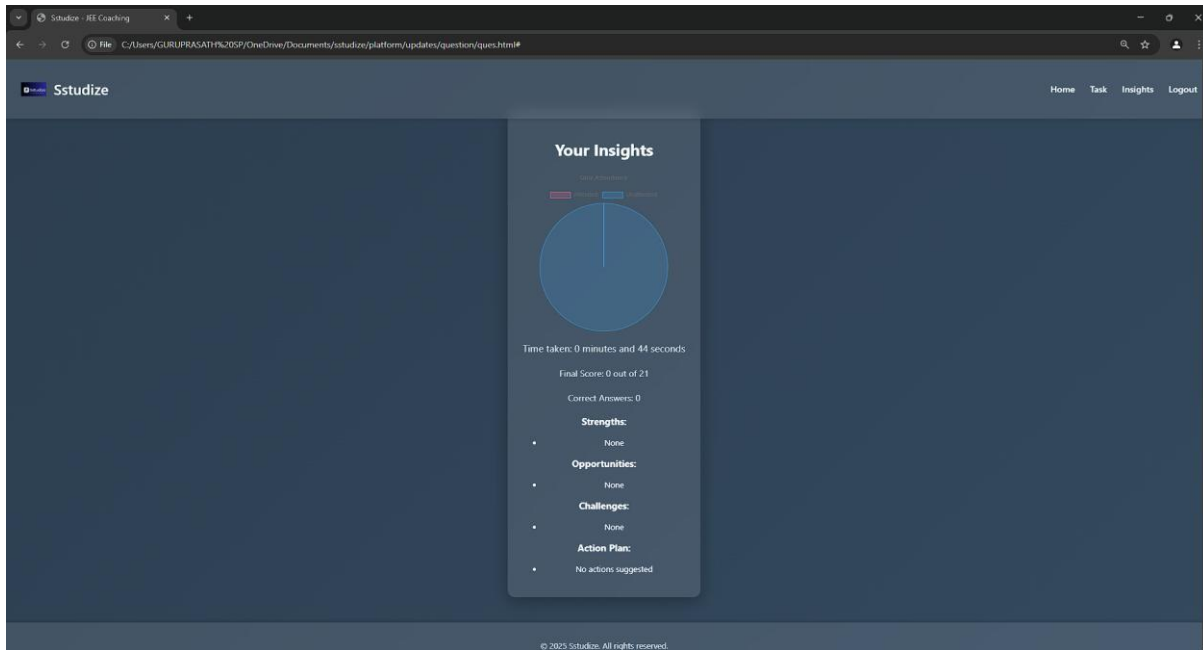 Sstudize - JEE Coaching
File C:/Users/GURUPRASATH%20SP/OneDrive/Documents/sstudize/platform/updates/question/ques.html#
Sstudize
Home Task Insights Logout
Your Insights
Time taken: 0 minutes and 44 seconds
Final Score: 0 out of 21
Correct Answers: 0
Strengths:
• None
Opportunities:
• None
Challenges:
• None
Action Plan:
• No actions suggested
© 2025 Sstudize. All rights reserved.